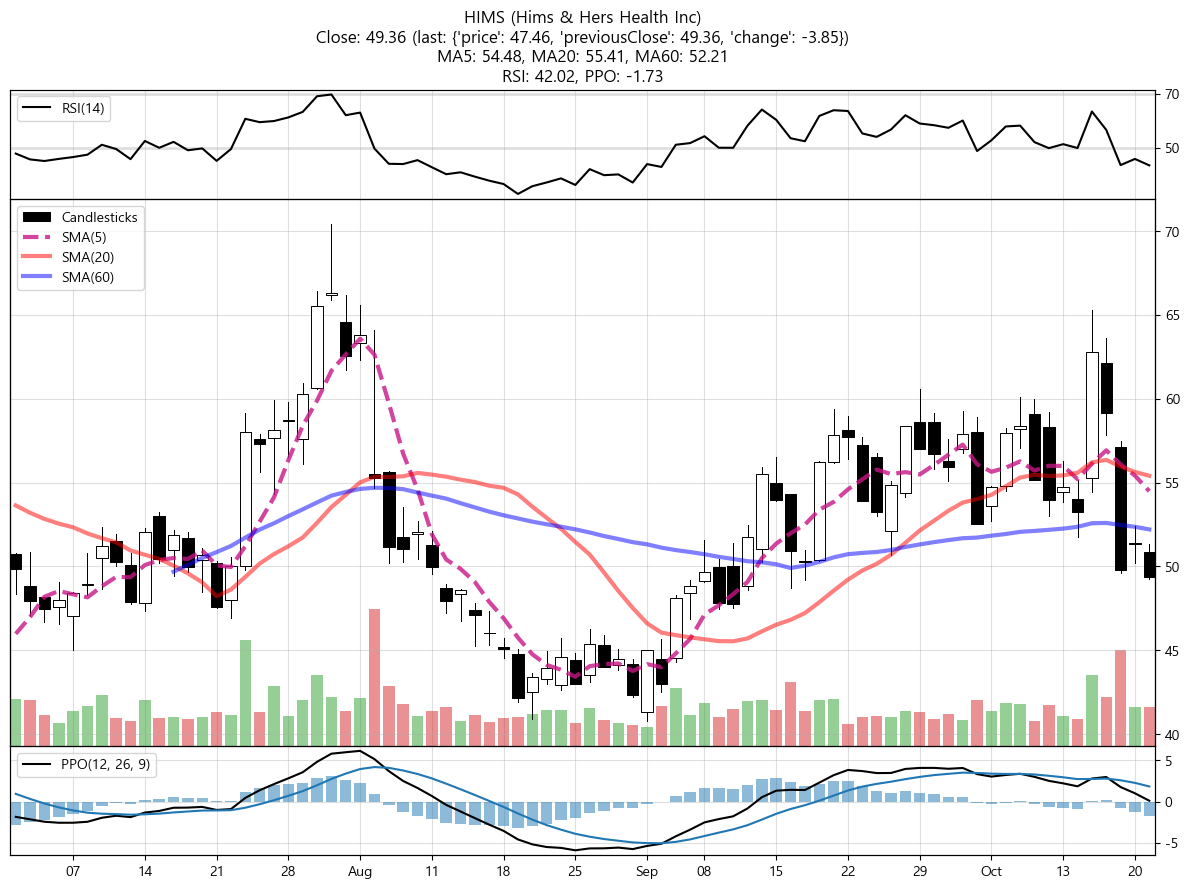 HIMS (Hims & Hers Health Inc)
Close: 49.36 (last: {'price': 47.46, 'previousClose': 49.36, 'change': -3.85})
MA5: 54.48, MA20: 55.41, MA60: 52.21
RSI: 42.02, PPO: -1.73
RSI(14)
70
50
Candlesticks
SMA(5)
SMA(20)
SMA(60)
70
65
60
55
50
45
40
PPO(12, 26, 9)
5
0
-5
07 14 21 28 Aug 11 18 25 Sep 08 15 22 29 Oct 13 20